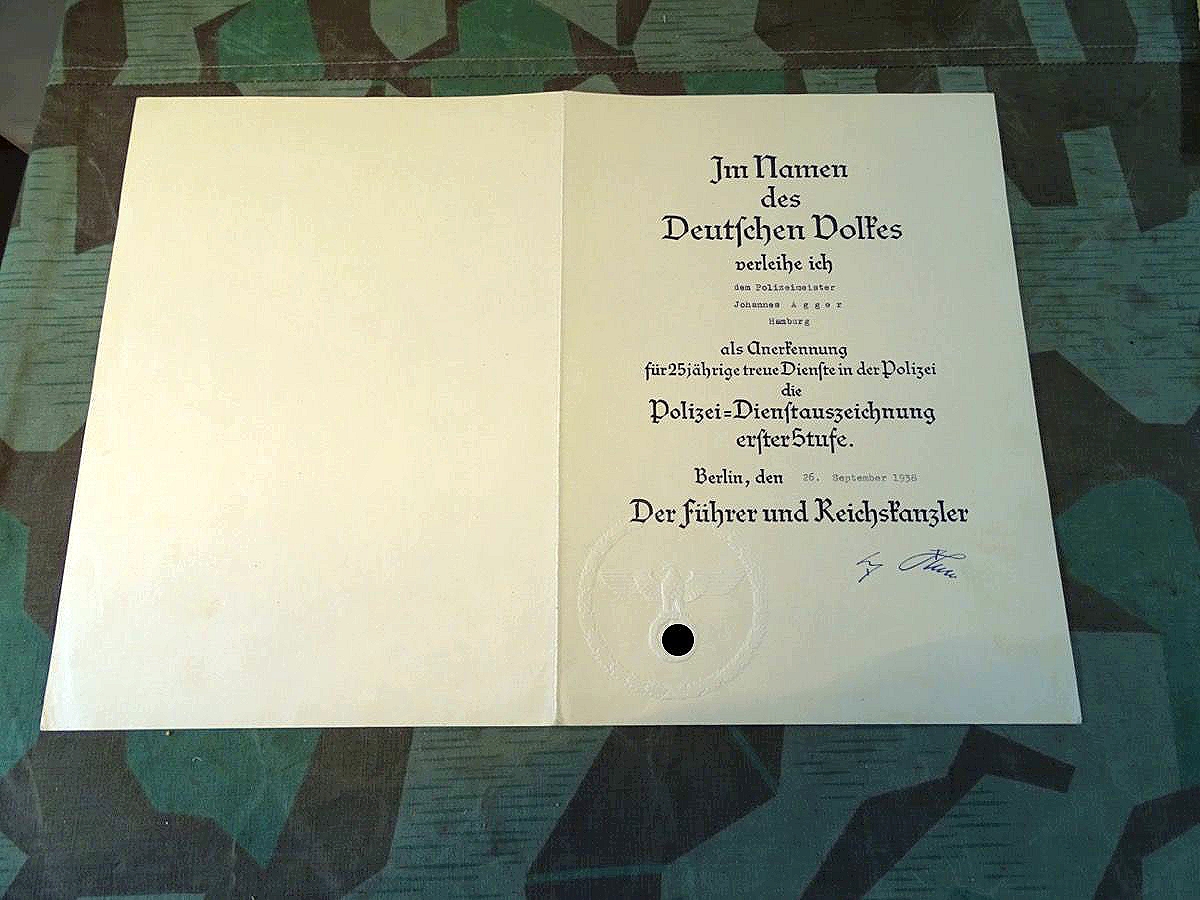 Im Namen
des
Deutschen Volkes
verleihe ich
dem Polizeimeister
Johannes A g g e r
Hamburg
als Anerkennung
für 25jährige treue Dienste in der Polizei
die
Polizei=Dienstauszeichnung
erster Stufe.
Berlin, den 26. September 1938
Der Führer und Reichskanzler